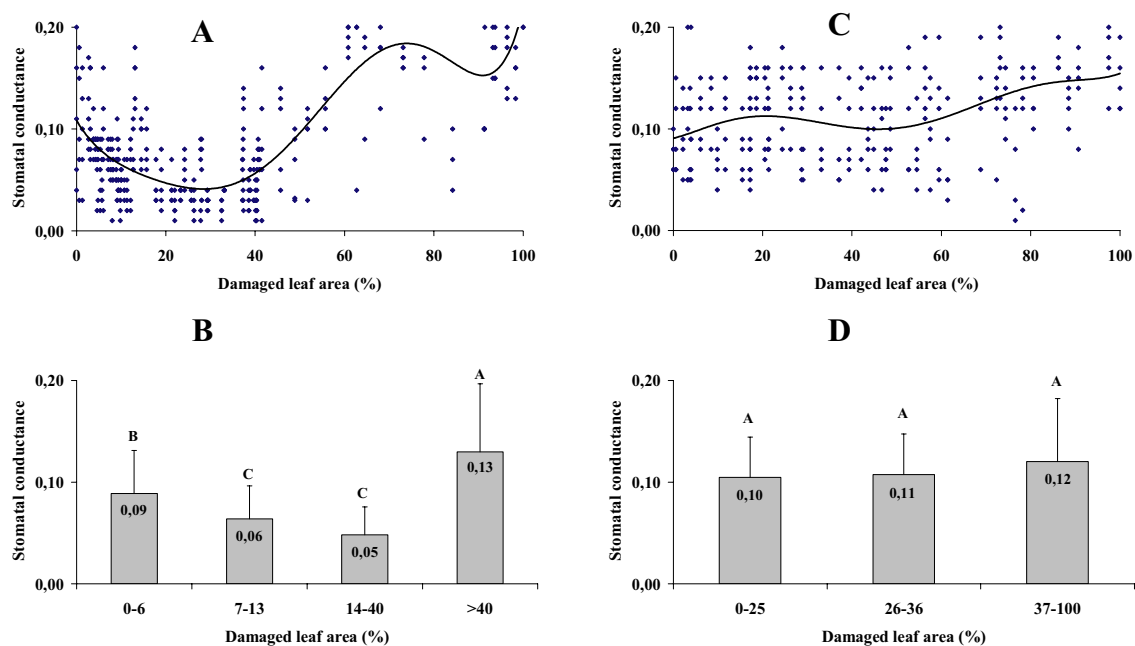 A
Stomatal conductance
0,20
0,10
0,00
0 20 40 60 80 100
Damaged leaf area (%)
C
Stomatal conductance
0,20
0,10
0,00
0 20 40 60 80 100
Damaged leaf area (%)
B
Stomatal conductance
0,20
0,10
0,00
B
C
C
A
0,09
0,06
0,05
0,13
0-6 7-13 14-40 >40
Damaged leaf area (%)
D
Stomatal conductance
0,20
0,10
0,00
A
A
A
0,10
0,11
0,12
0-25 26-36 37-100
Damaged leaf area (%)